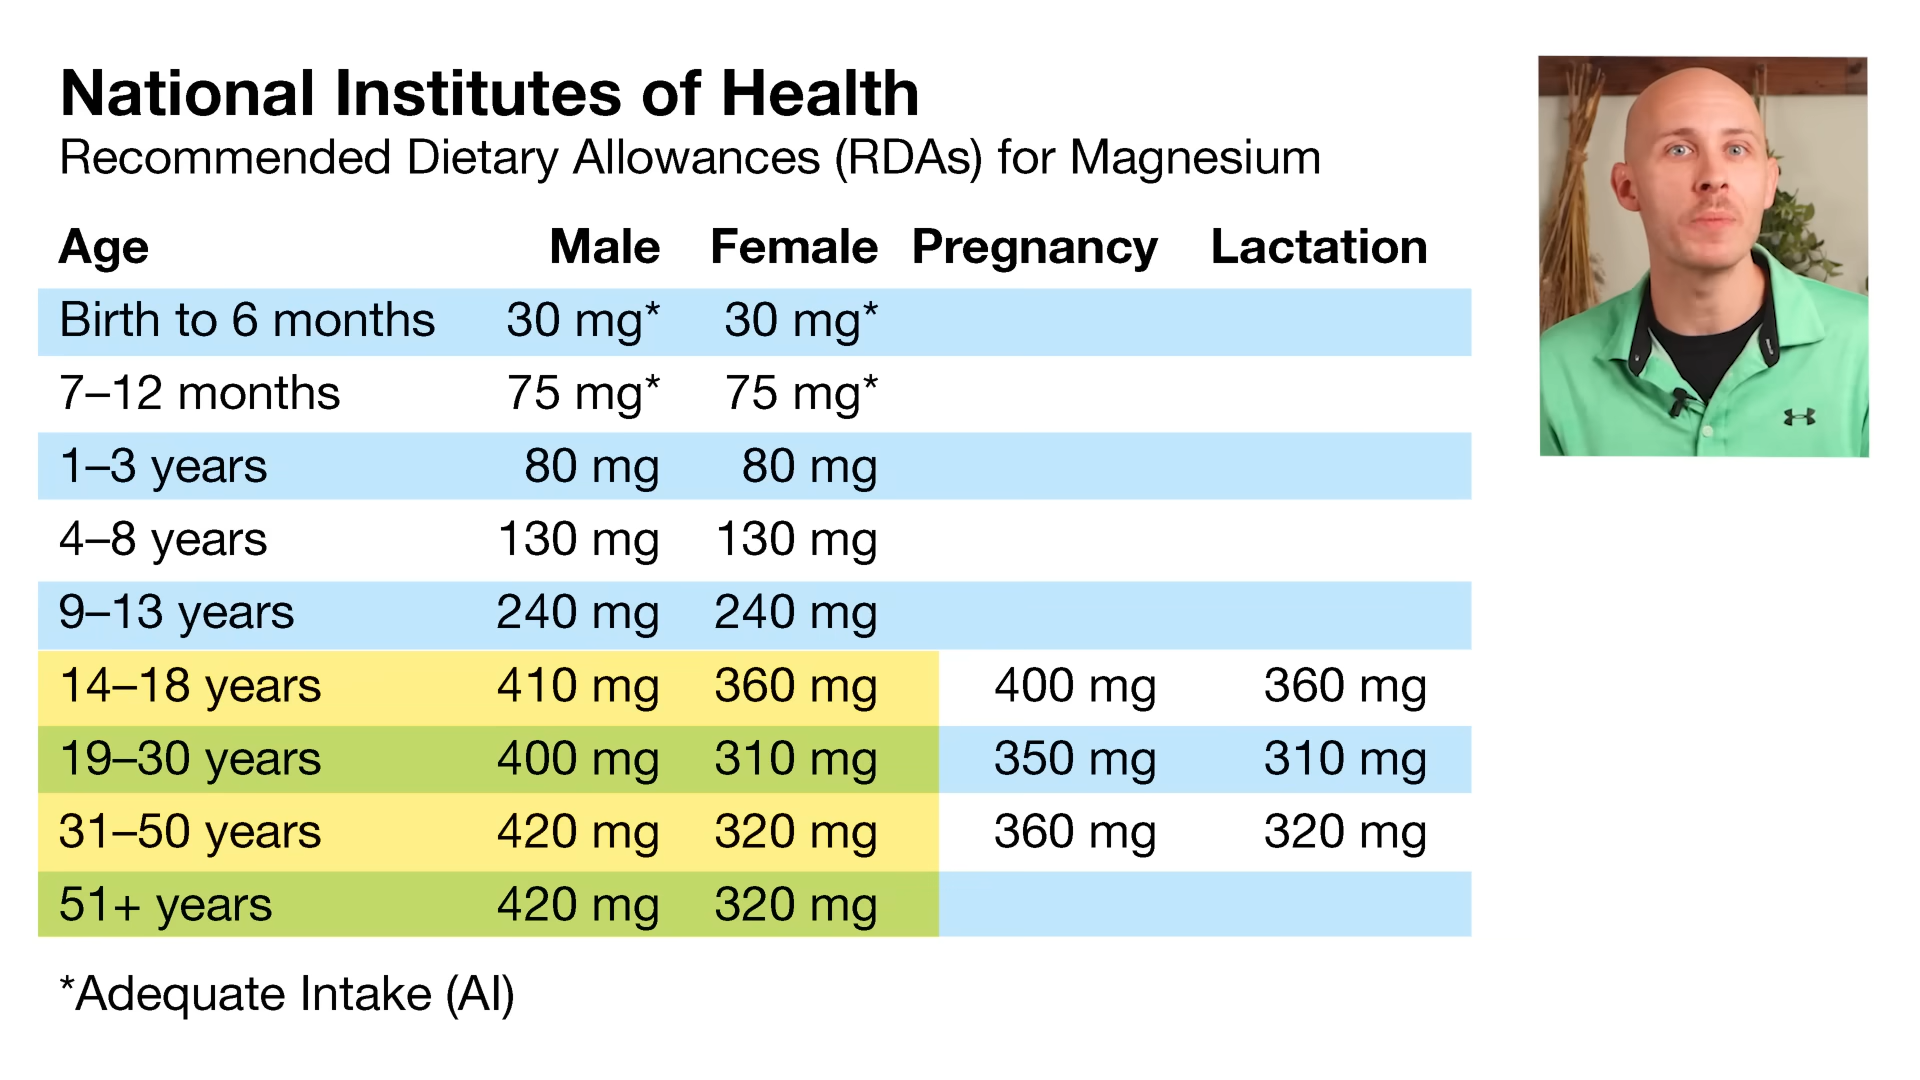 National Institutes of Health
Recommended Dietary Allowances (RDAs) for Magnesium
Age Male Female Pregnancy Lactation
Birth to 6 months 30 mg* 30 mg*
7–12 months 75 mg* 75 mg*
1–3 years 80 mg 80 mg
4–8 years 130 mg 130 mg
9–13 years 240 mg 240 mg
14–18 years 410 mg 360 mg 400 mg 360 mg
19–30 years 400 mg 310 mg 350 mg 310 mg
31–50 years 420 mg 320 mg 360 mg 320 mg
51+ years 420 mg 320 mg
*Adequate Intake (AI)